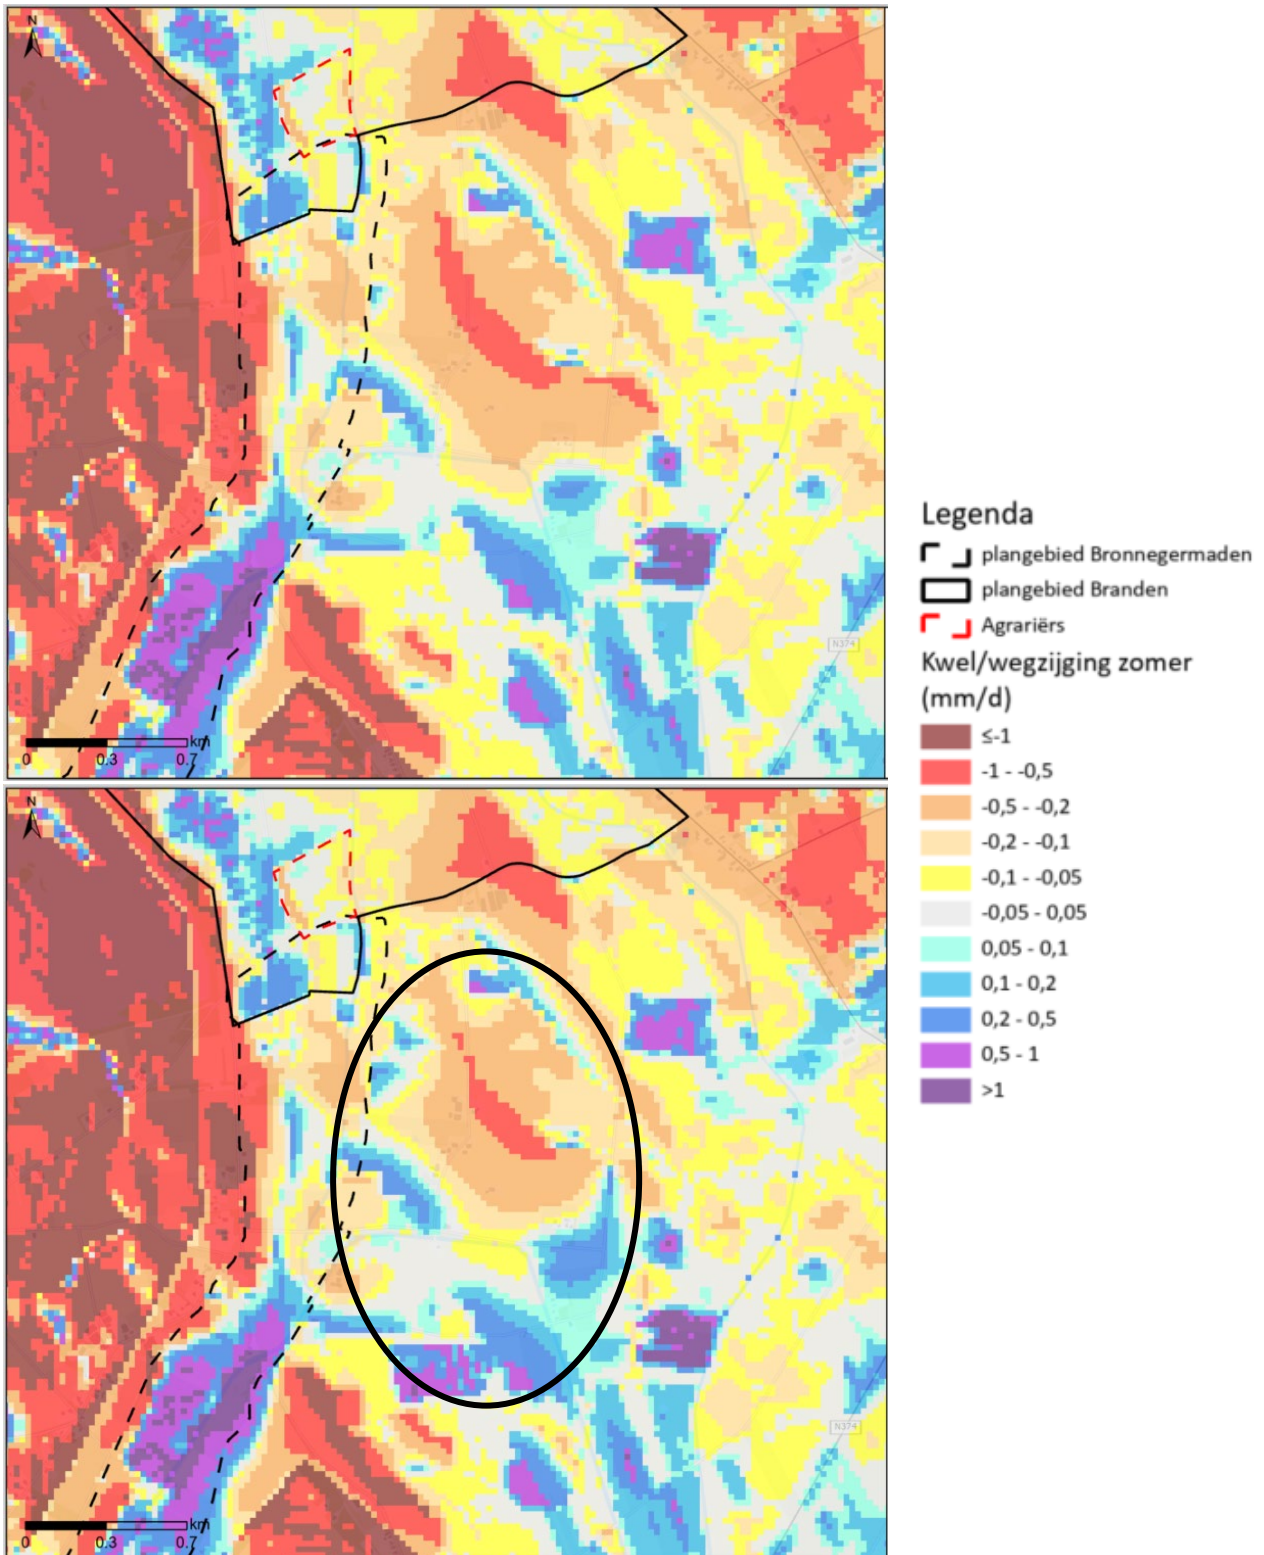 N
N374
km
0 0.3 0.7
Legenda
plangebied Bronnegermaden
plangebied Branden
Agrariërs
Kwel/wegzijging zomer
(mm/d)
≤-1
-1 - -0,5
-0,5 - -0,2
-0,2 - -0,1
-0,1 - -0,05
-0,05 - 0,05
0,05 - 0,1
0,1 - 0,2
0,2 - 0,5
0,5 - 1
>1
N
N374
km
0 0.3 0.7